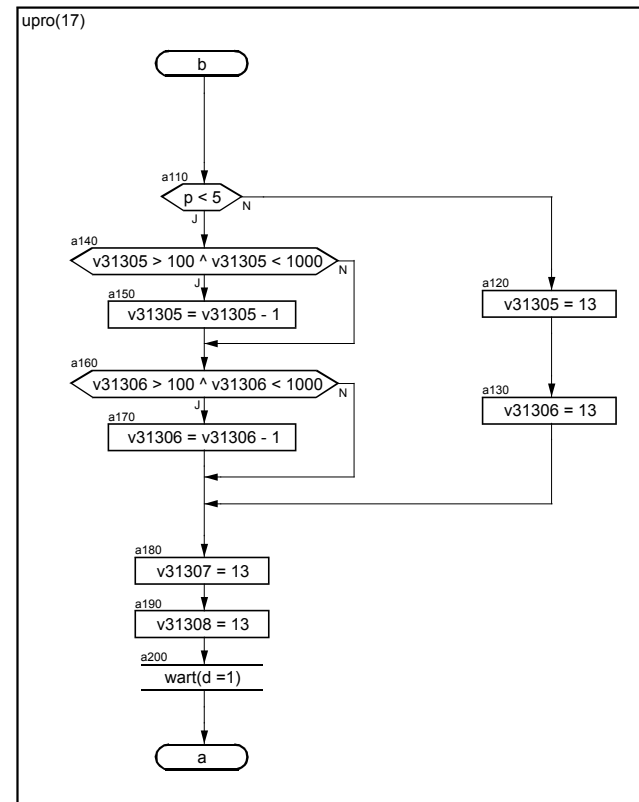 upro(17)
b
a110
p < 5
J
N
a140
v31305 > 100 ^ v31305 < 1000
J
N
a150
v31305 = v31305 - 1
a160
v31306 > 100 ^ v31306 < 1000
J
N
a170
v31306 = v31306 - 1
a120
v31305 = 13
a130
v31306 = 13
a180
v31307 = 13
a190
v31308 = 13
a200
wart(d =1)
a